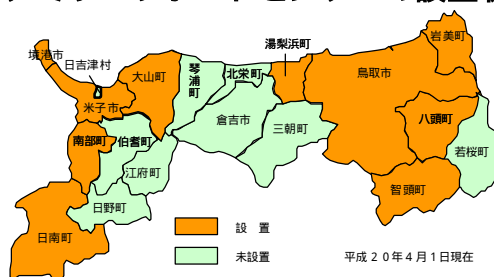 境港市
日吉津村
米子市
大山町
琴浦町
北栄町
湯梨浜町
鳥取市
岩美町
南部町
伯耆町
倉吉市
三朝町
八頭町
若桜町
江府町
日野町
日南町
智頭町
設 置
未設置
平成20年4月1日現在